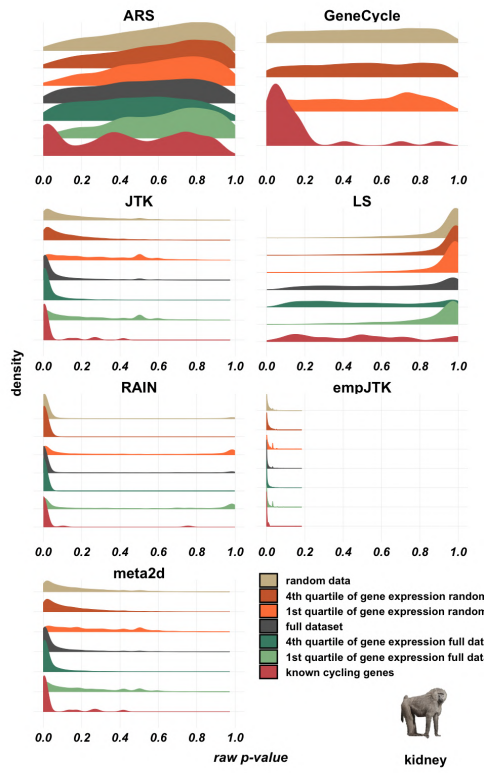 ARS GeneCycle
0.0 0.2 0.4 0.6 0.8 1.0 0.0 0.2 0.4 0.6 0.8 1.0
JTK LS
0.0 0.2 0.4 0.6 0.8 1.0 0.0 0.2 0.4 0.6 0.8 1.0
density
RAIN empJTK
0.0 0.2 0.4 0.6 0.8 1.0 0.0 0.2 0.4 0.6 0.8 1.0
meta2d
random data
4th quartile of gene expression random
1st quartile of gene expression random
full dataset
4th quartile of gene expression full dat
1st quartile of gene expression full dat
known cycling genes
0.0 0.2 0.4 0.6 0.8 1.0
raw p-value
kidney